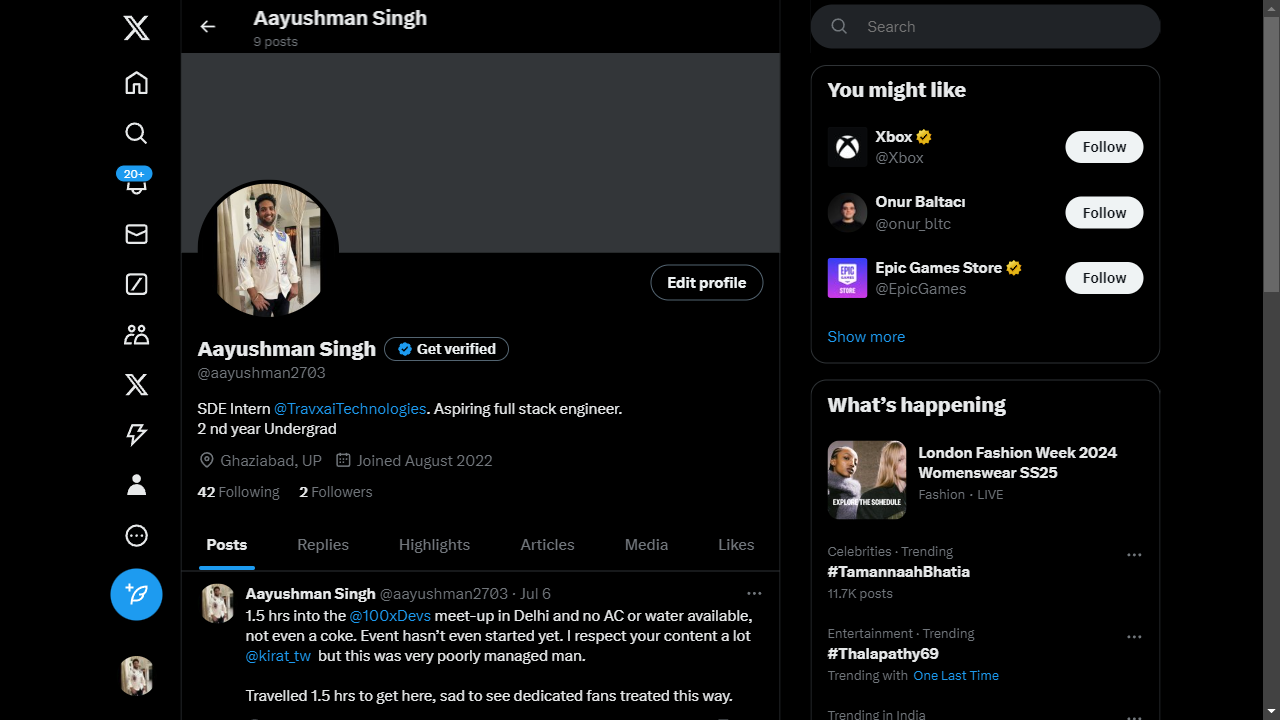 Aayushman Singh
9 posts
20+
Edit profile
Aayushman Singh Get verified
@aayushman2703
SDE Intern @TravxaiTechnologies. Aspiring full stack engineer.
2 nd year Undergrad
Ghaziabad, UP Joined August 2022
42 Following 2 Followers
Posts Replies Highlights Articles Media Likes
Aayushman Singh @aayushman2703 · Jul 6
1.5 hrs into the @100xDevs meet-up in Delhi and no AC or water available,
not even a coke. Event hasn't even started yet. I respect your content a lot
@kirat_tw but this was very poorly managed man.
Travelled 1.5 hrs to get here, sad to see dedicated fans treated this way.
Search
You might like
Xbox
@Xbox
Follow
Onur Baltacı
@onur_bltc
Follow
EPIC
GAMES
STORE
Epic Games Store
@EpicGames
Follow
Show more
What's happening
EXPLORE THE SCHEDULE
London Fashion Week 2024
Womenswear SS25
Fashion · LIVE
Celebrities · Trending
#TamannaahBhatia
11.7K posts
Entertainment · Trending
#Thalapathy69
Trending with One Last Time
Trending in India